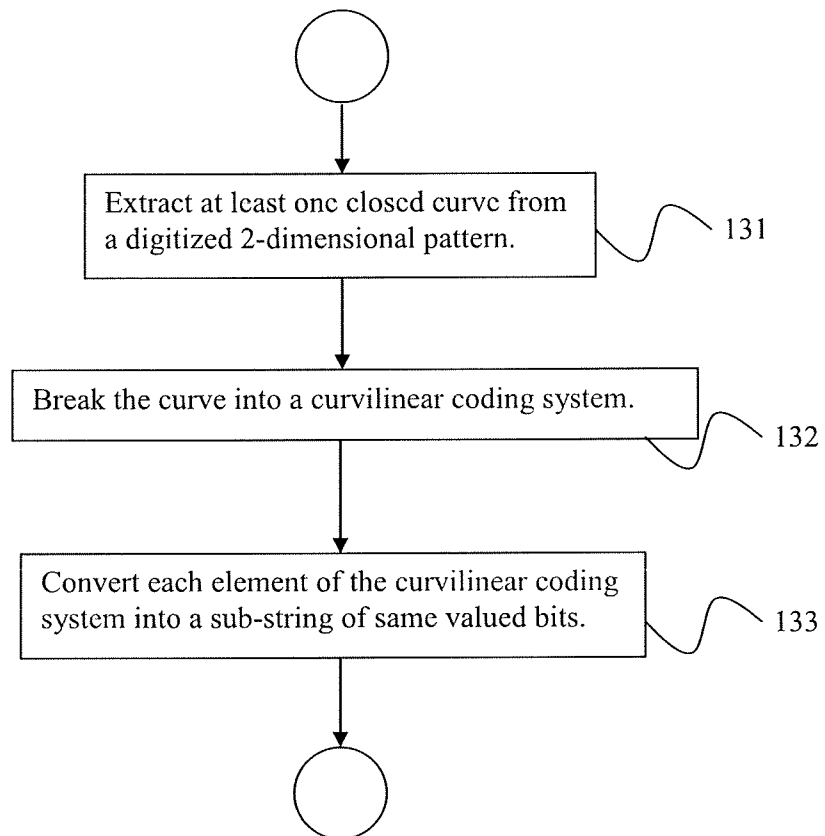 Extract at least one closed curve from
a digitized 2-dimensional pattern.
131
Break the curve into a curvilinear coding system.
132
Convert each element of the curvilinear coding
system into a sub-string of same valued bits.
133